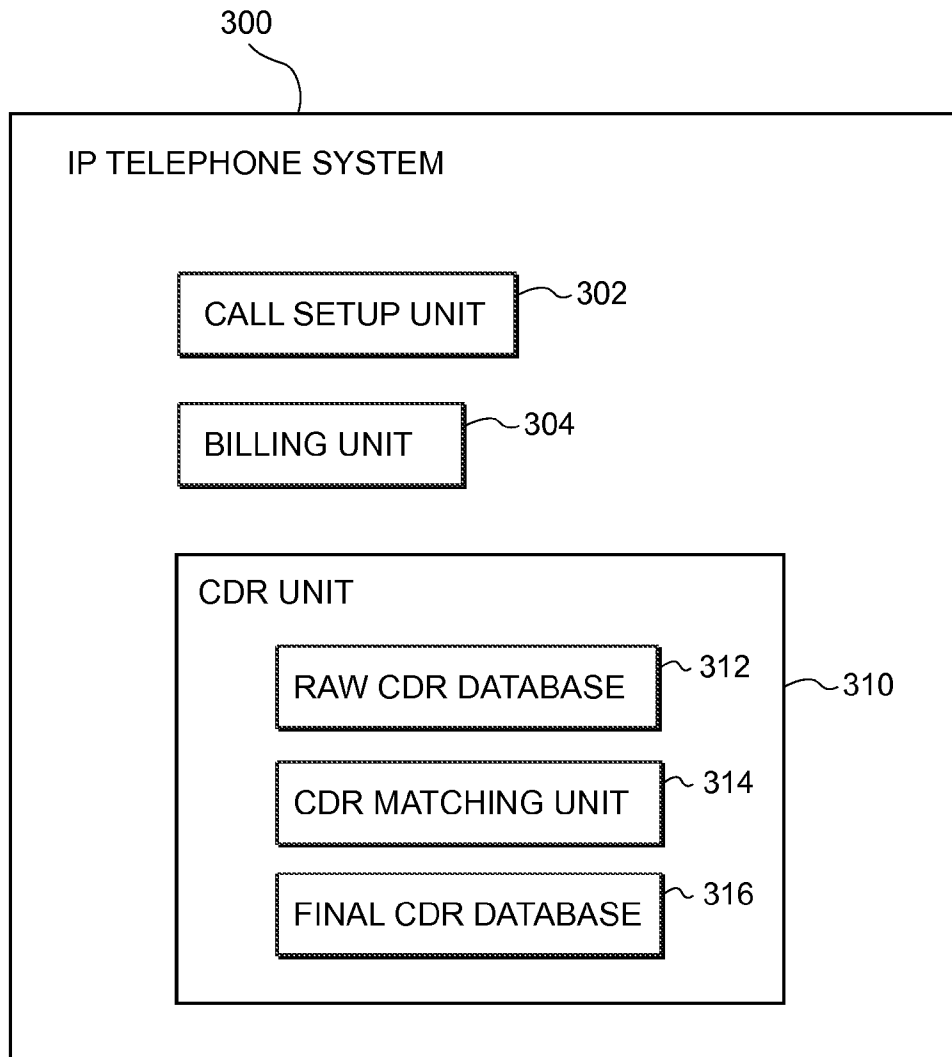 300
IP TELEPHONE SYSTEM
CALL SETUP UNIT
302
BILLING UNIT
304
CDR UNIT
RAW CDR DATABASE
312
310
CDR MATCHING UNIT
314
FINAL CDR DATABASE
316